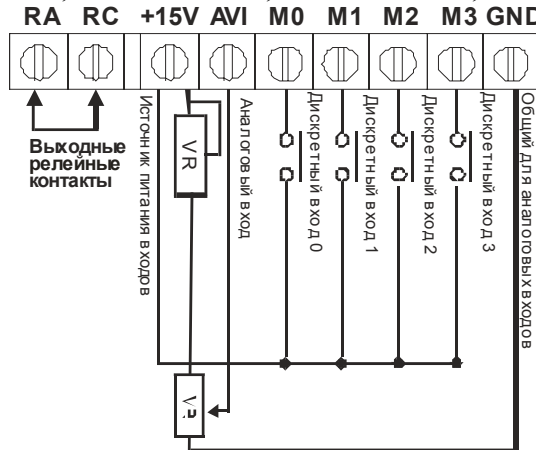 RA RC +15V AVI M0 M1 M2 M3 GND
Выходные
релейные
контакты
Источник питания входов
VR
Аналоговый вход
Дискретный вход 0
Дискретный вход 1
Дискретный вход 2
Дискретный вход 3
Общий для аналоговых входов